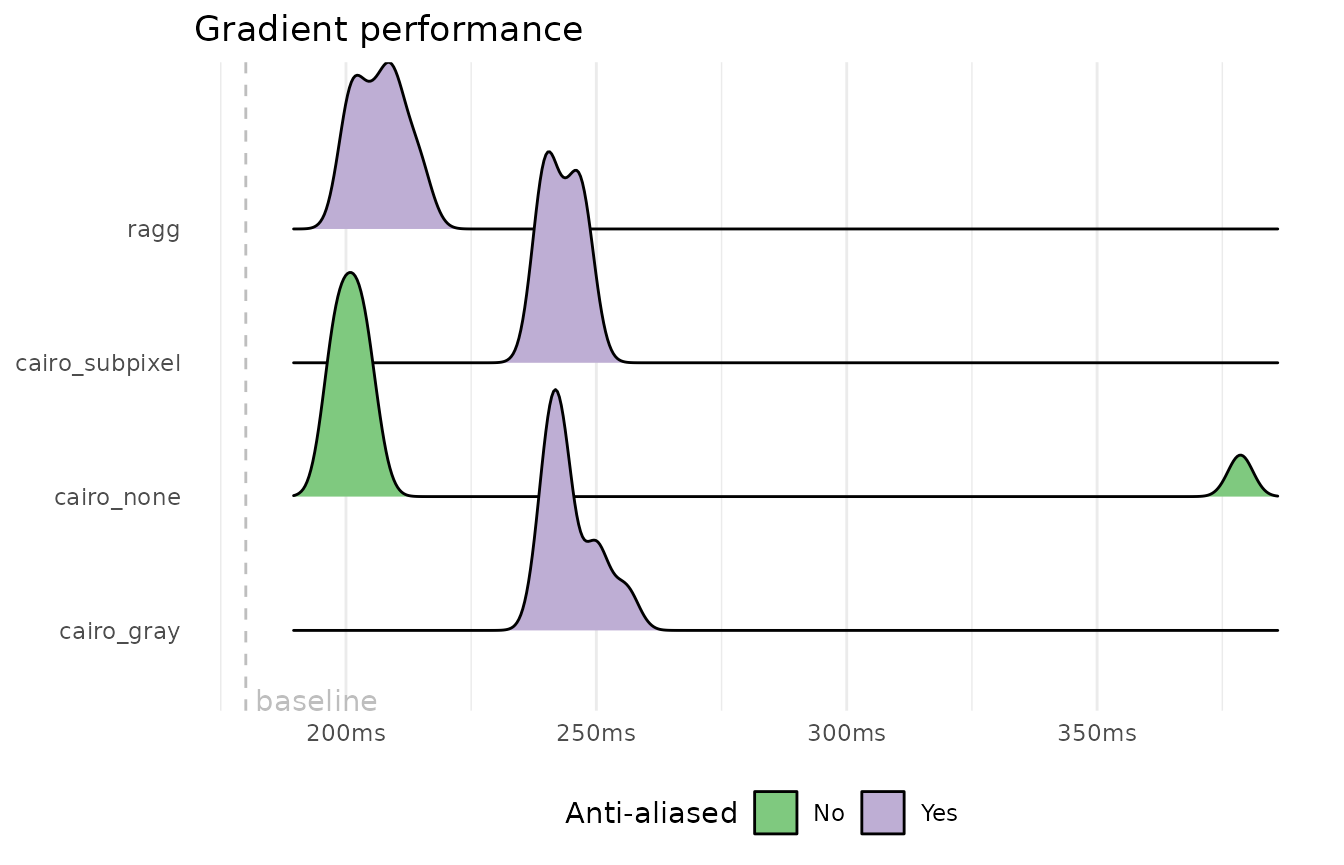 Gradient performance
ragg
cairo_subpixel
cairo_none
cairo_gray
baseline
200ms 250ms 300ms 350ms
Anti-aliased No Yes